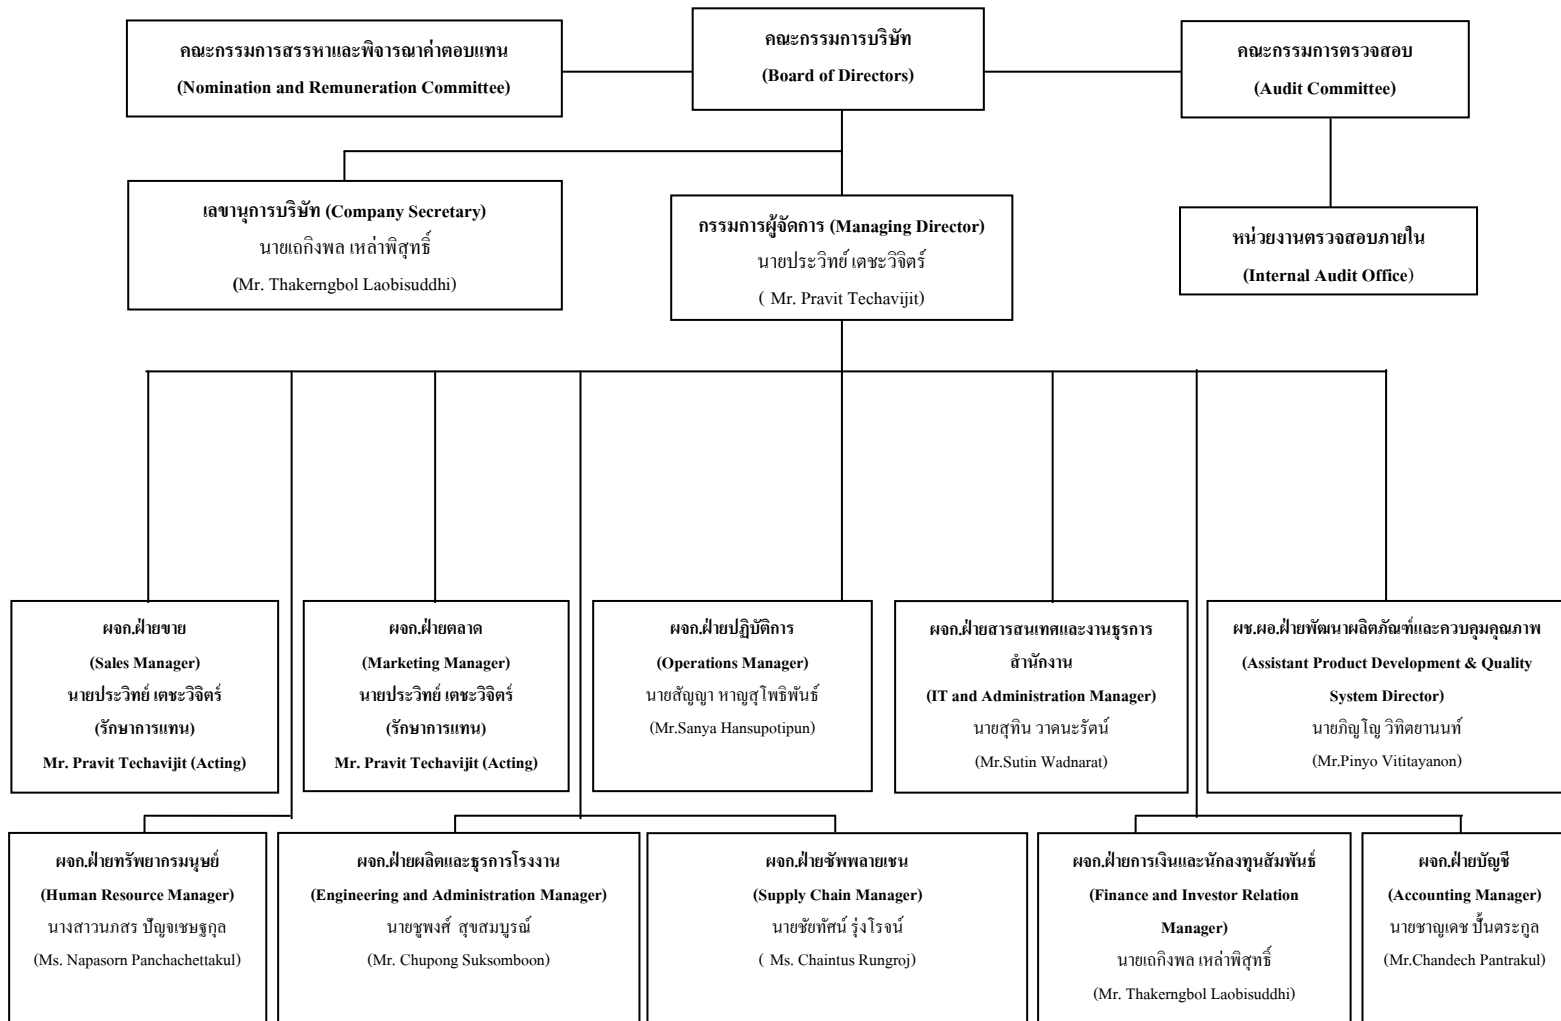 คณะกรรมการสรรหาและพิจารณาค่าตอบแทน
(Nomination and Remuneration Committee)
คณะกรรมการบริษัท
(Board of Directors)
คณะกรรมการตรวจสอบ
(Audit Committee)
เลขานุการบริษัท (Company Secretary)
นายเถกิงพล เหล่าพิสุทธิ์
(Mr. Thakerngbol Laobisuddhi)
กรรมการผู้จัดการ (Managing Director)
นายประวิทย์ เตชะวิจิตร์
( Mr. Pravit Techavijit)
หน่วยงานตรวจสอบภายใน
(Internal Audit Office)
ผจก.ฝ่ายขาย
(Sales Manager)
นายประวิทย์ เตชะวิจิตร์
(รักษาการแทน)
Mr. Pravit Techavijit (Acting)
ผจก.ฝ่ายตลาด
(Marketing Manager)
นายประวิทย์ เตชะวิจิตร์
(รักษาการแทน)
Mr. Pravit Techavijit (Acting)
ผจก.ฝ่ายปฏิบัติการ
(Operations Manager)
นายสัญญา หาญสุโพธิพันธ์
(Mr.Sanya Hansupotipun)
ผจก.ฝ่ายสารสนเทศและงานธุรการ
สำนักงาน
(IT and Administration Manager)
นายสุทิน วาดนะรัตน์
(Mr.Sutin Wadnarat)
ผช.ผอ.ฝ่ายพัฒนาผลิตภัณฑ์และควบคุมคุณภาพ
(Assistant Product Development & Quality
System Director)
นายภิญโญ วิทิตยานนท์
(Mr.Pinyo Vititayanon)
ผจก.ฝ่ายทรัพยากรมนุษย์
(Human Resource Manager)
นางสาวนภสร ปัญจเชษฐกุล
(Ms. Napasorn Panchachettakul)
ผจก.ฝ่ายผลิตและธุรการโรงงาน
(Engineering and Administration Manager)
นายชูพงศ์ สุขสมบูรณ์
(Mr. Chupong Suksomboon)
ผจก.ฝ่ายซัพพลายเชน
(Supply Chain Manager)
นายชัยทัศน์ รุ่งโรจน์
( Ms. Chaintus Rungroj)
ผจก.ฝ่ายการเงินและนักลงทุนสัมพันธ์
(Finance and Investor Relation
Manager)
นายเถกิงพล เหล่าพิสุทธิ์
(Mr. Thakerngbol Laobisuddhi)
ผจก.ฝ่ายบัญชี
(Accounting Manager)
นายชาญเดช ปั้นตระกูล
(Mr.Chandech Pantrakul)